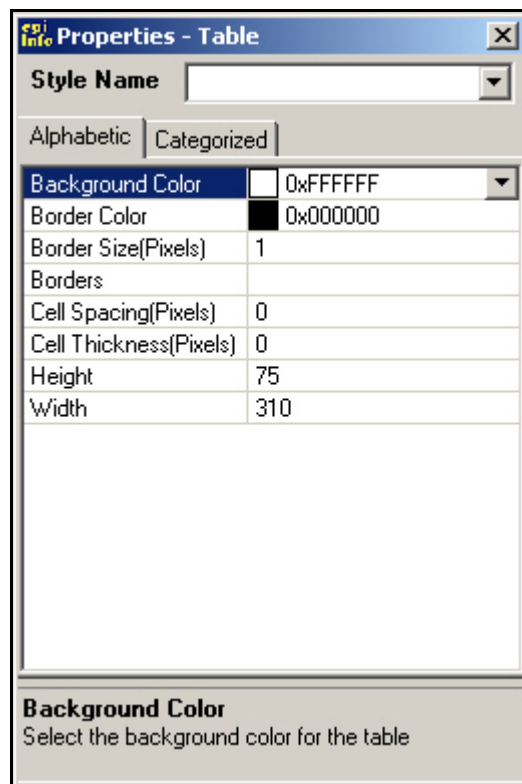 epi info Properties - Table
Style Name
Alphabetic Categorized
Background Color 0xFFFFFF
Border Color 0x000000
Border Size(Pixels) 1
Borders
Cell Spacing(Pixels) 0
Cell Thickness(Pixels) 0
Height 75
Width 310
Background Color
Select the background color for the table